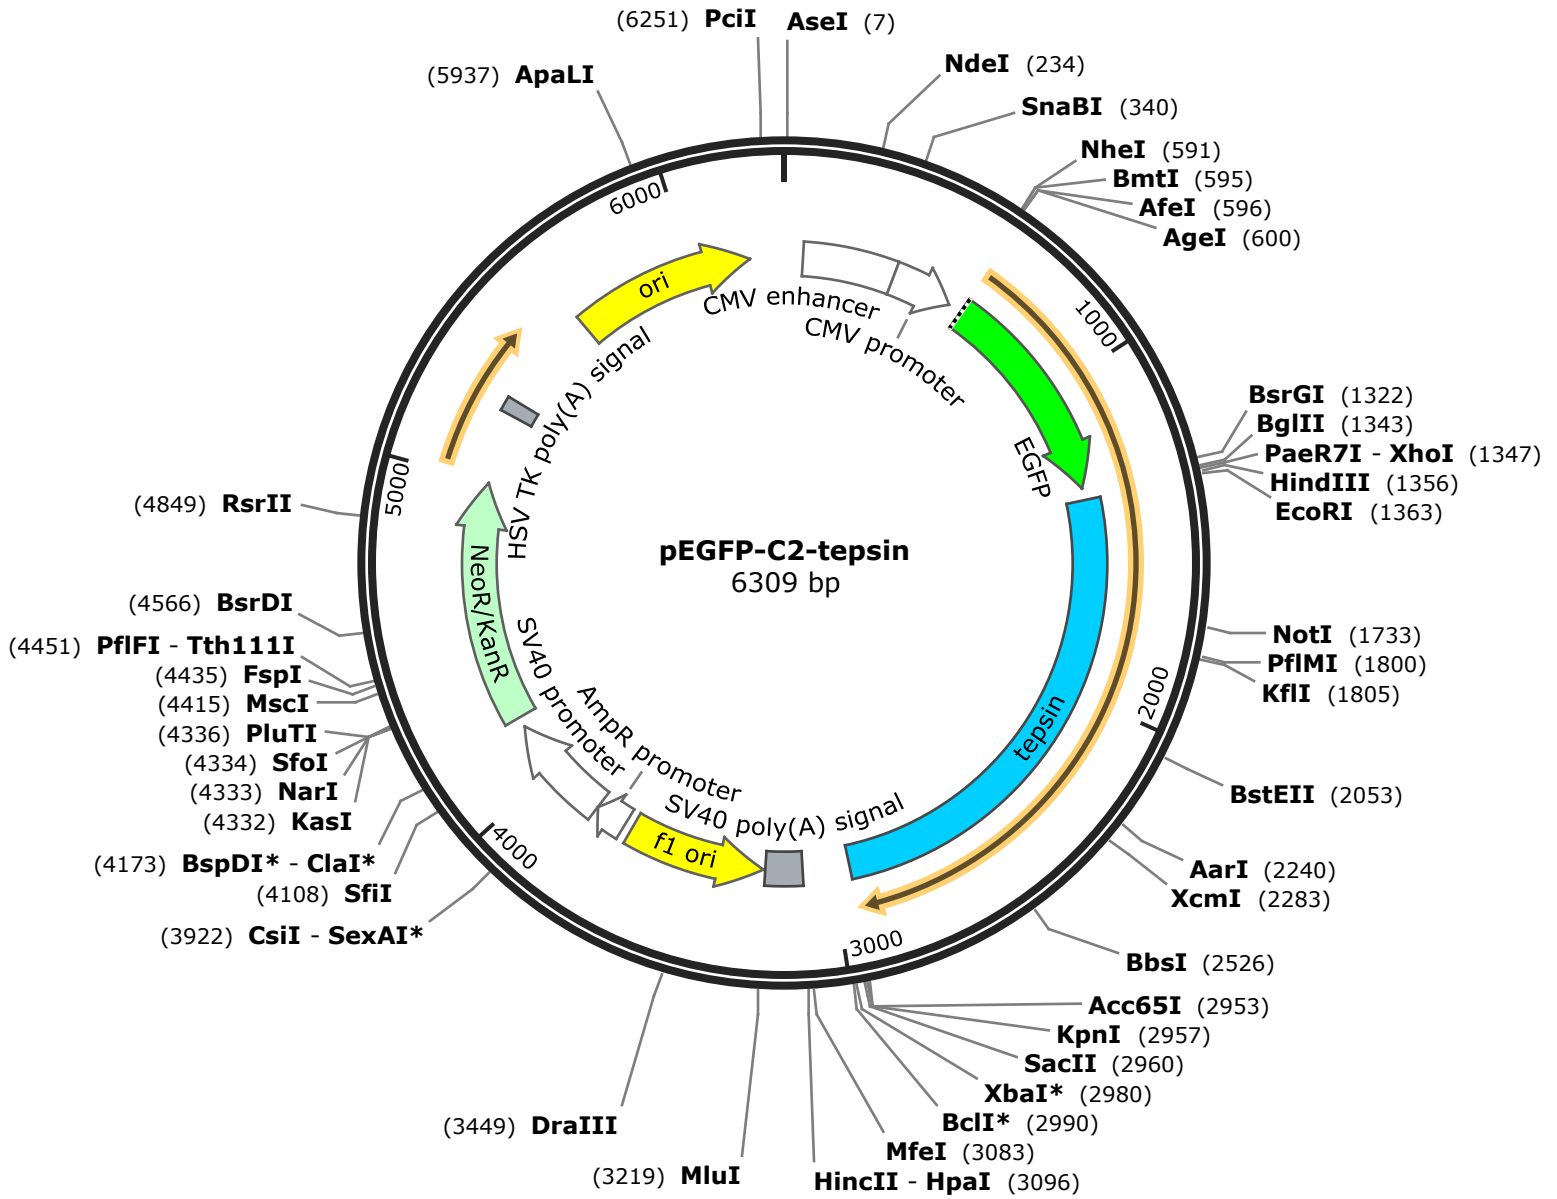 (6251) PciI
AseI (7)
(5937) ApaLI
NdeI (234)
SnaBI (340)
NheI (591)
BmtI (595)
AfeI (596)
AgeI (600)
6000
1000
ori
CMV enhancer
CMV promoter
HSV TK poly(A) signal
EGFP
BsrGI (1322)
BglII (1343)
PaeR7I - XhoI (1347)
HindIII (1356)
EcoRI (1363)
5000
(4849) RsrII
pEGFP-C2-tepsin
6309 bp
NeoR/KanR
(4566) BsrDI
(4451) PflFI - Tth111I
(4435) FspI
(4415) MscI
(4336) PluTI
(4334) SfoI
(4333) NarI
(4332) KasI
(4173) BspDI* - ClaI*
(4108) SfiI
(3922) CsiI - SexAI*
NotI (1733)
PflMI (1800)
KflI (1805)
2000
tepsin
SV40 promoter
AmpR promoter
SV40 poly(A) signal
f1 ori
4000
BstEII (2053)
AarI (2240)
XcmI (2283)
3000
BbsI (2526)
Acc65I (2953)
KpnI (2957)
SacII (2960)
XbaI* (2980)
BclI* (2990)
MfeI (3083)
HincII - HpaI (3096)
(3449) DraIII
(3219) MluI